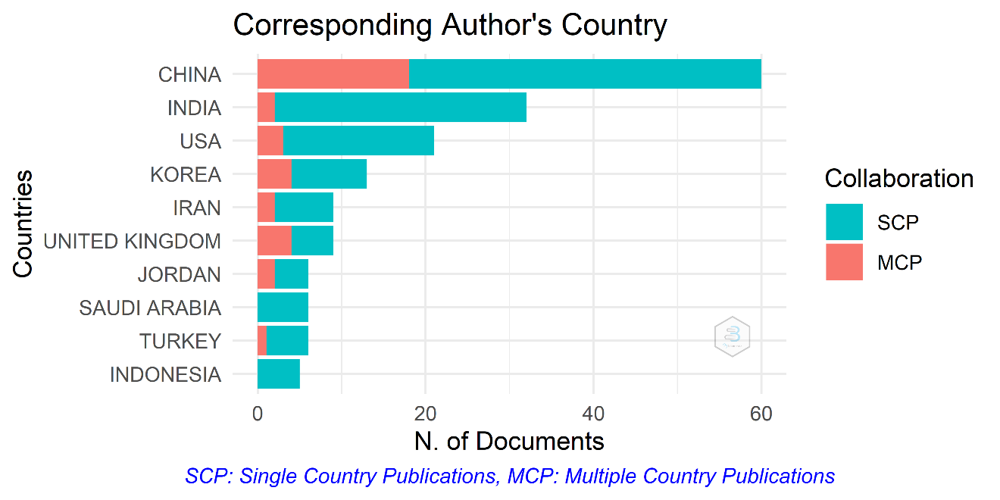 Corresponding Author's Country
Countries
CHINA
INDIA
USA
KOREA
IRAN
UNITED KINGDOM
JORDAN
SAUDI ARABIA
TURKEY
INDONESIA
0 20 40 60
N. of Documents
Collaboration
SCP
MCP
SCP: Single Country Publications, MCP: Multiple Country Publications